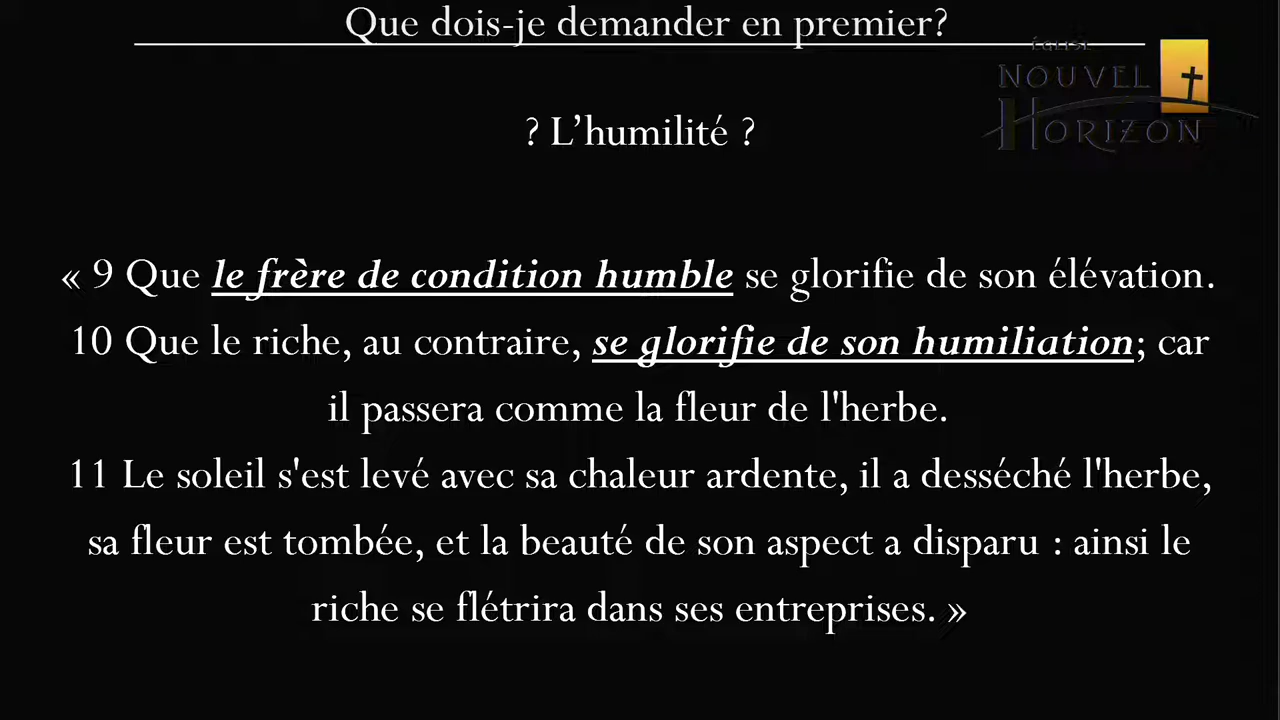 Que dois-je demander en premier?
ÉGLISE
NOUVEL
HORIZON
? L’humilité ?
« 9 Que le frère de condition humble se glorifie de son élévation.
10 Que le riche, au contraire, se glorifie de son humiliation; car
il passera comme la fleur de l'herbe.
11 Le soleil s'est levé avec sa chaleur ardente, il a desséché l'herbe,
sa fleur est tombée, et la beauté de son aspect a disparu : ainsi le
riche se flétrira dans ses entreprises. »